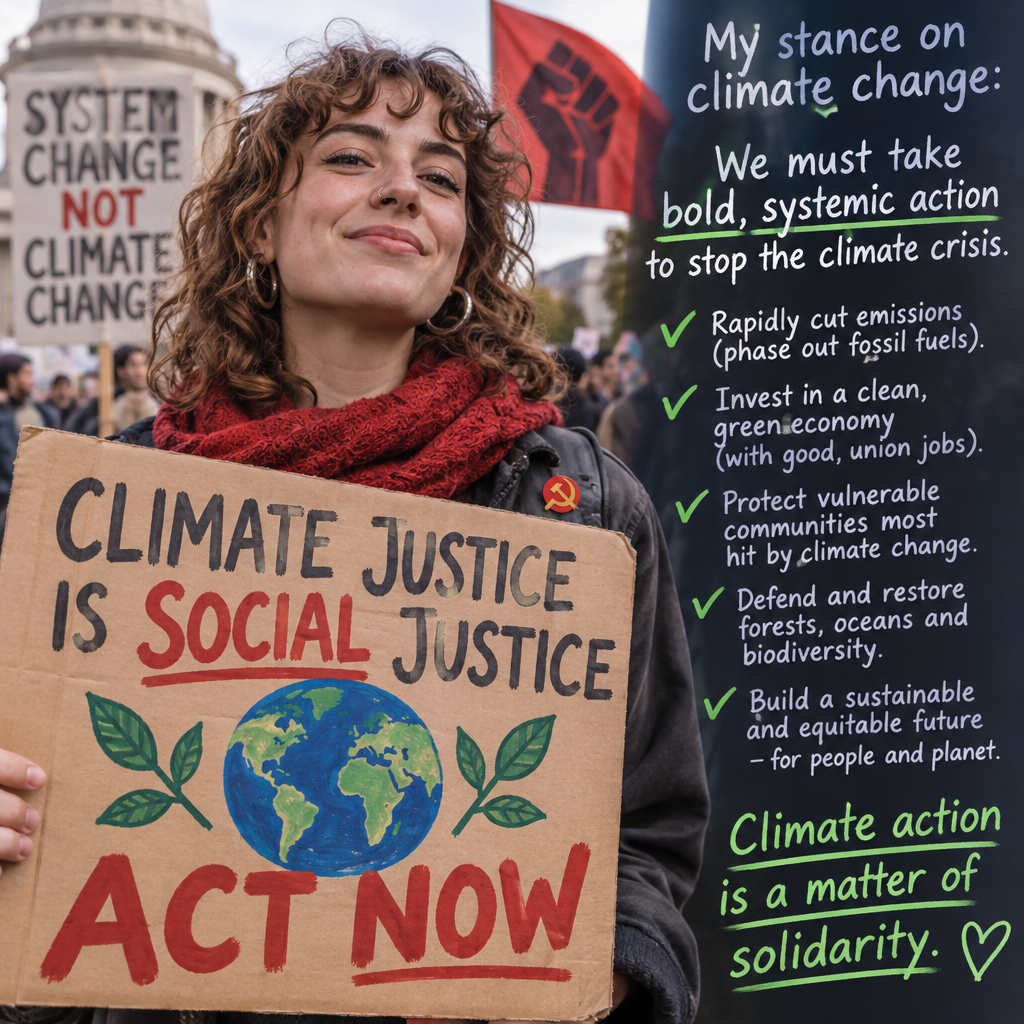 SYSTEM
CHANGE
NOT
CLIMATE
CHANGE
CLIMATE JUSTICE
IS SOCIAL JUSTICE
ACT NOW
My stance on
climate change:
We must take
bold, systemic action
to stop the climate crisis.
Rapidly cut emissions
(phase out fossil fuels).
Invest in a clean,
green economy
(with good, union jobs).
Protect vulnerable
communities most
hit by climate change.
Defend and restore
forests, oceans and
biodiversity.
Build a sustainable
and equitable future
– for people and planet.
Climate action
is a matter of
solidarity.